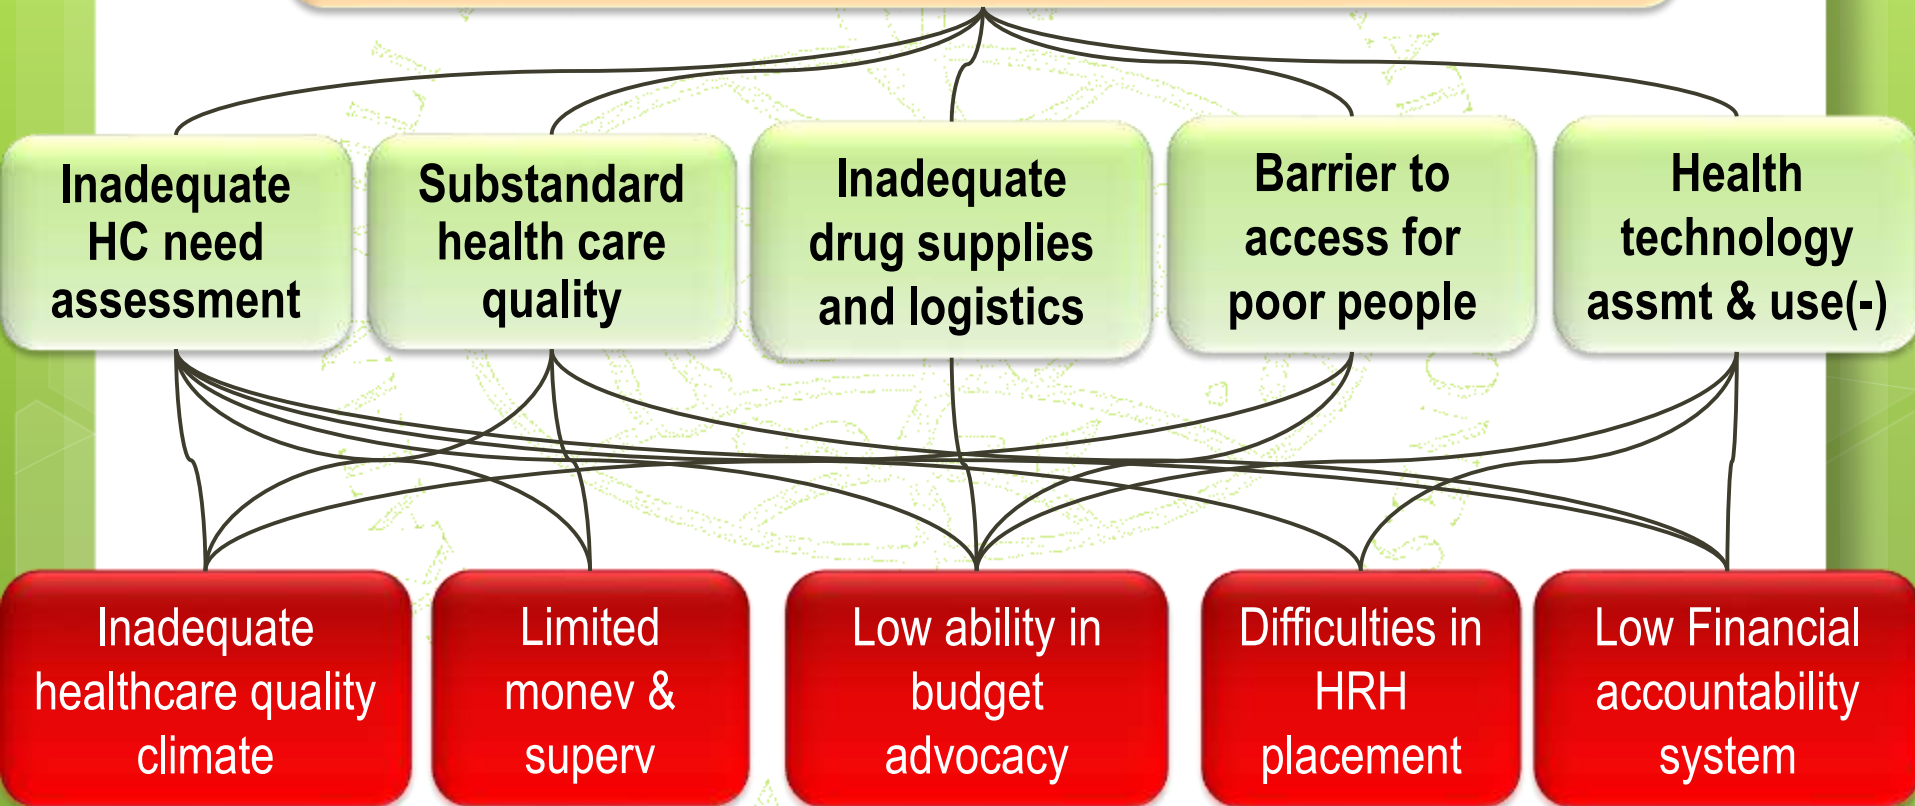 Inadequate
HC need
assessment
Substandard
health care
quality
Inadequate
drug supplies
and logistics
Barrier to
access for
poor people
Health
technology
assmt & use(-)
Inadequate
healthcare quality
climate
Limited
monev &
superv
Low ability in
budget
advocacy
Difficulties in
HRH
placement
Low Financial
accountability
system